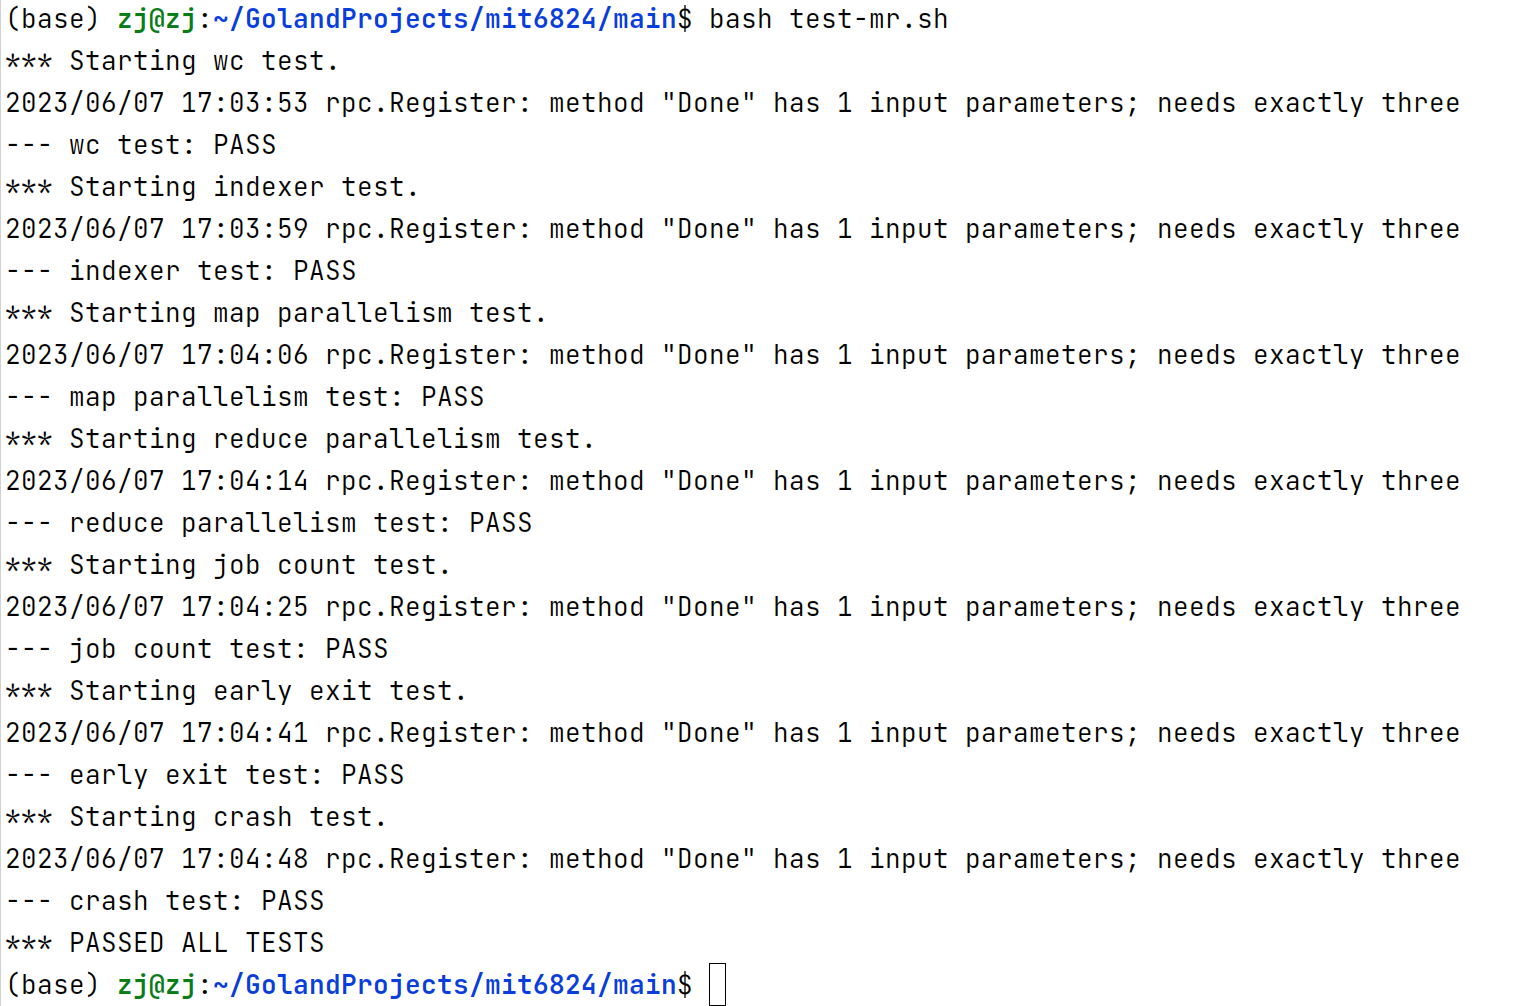 (base) zj@zj:~/GolandProjects/mit6824/main$ bash test-mr.sh
*** Starting wc test.
2023/06/07 17:03:53 rpc.Register: method "Done" has 1 input parameters; needs exactly three
--- wc test: PASS
*** Starting indexer test.
2023/06/07 17:03:59 rpc.Register: method "Done" has 1 input parameters; needs exactly three
--- indexer test: PASS
*** Starting map parallelism test.
2023/06/07 17:04:06 rpc.Register: method "Done" has 1 input parameters; needs exactly three
--- map parallelism test: PASS
*** Starting reduce parallelism test.
2023/06/07 17:04:14 rpc.Register: method "Done" has 1 input parameters; needs exactly three
--- reduce parallelism test: PASS
*** Starting job count test.
2023/06/07 17:04:25 rpc.Register: method "Done" has 1 input parameters; needs exactly three
--- job count test: PASS
*** Starting early exit test.
2023/06/07 17:04:41 rpc.Register: method "Done" has 1 input parameters; needs exactly three
--- early exit test: PASS
*** Starting crash test.
2023/06/07 17:04:48 rpc.Register: method "Done" has 1 input parameters; needs exactly three
--- crash test: PASS
*** PASSED ALL TESTS
(base) zj@zj:~/GolandProjects/mit6824/main$